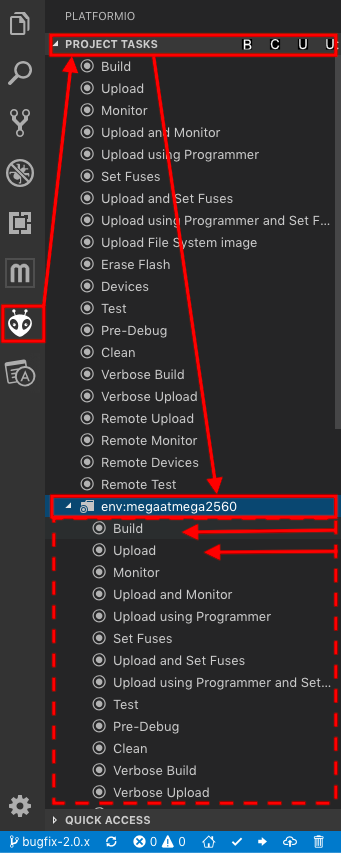 PLATFORMIO
PROJECT TASKS B C U U
Build
Upload
Monitor
Upload and Monitor
Upload using Programmer
Set Fuses
Upload and Set Fuses
Upload using Programmer and Set F...
Upload File System image
Erase Flash
Devices
Test
Pre-Debug
Clean
Verbose Build
Verbose Upload
Remote Upload
Remote Monitor
Remote Devices
Remote Test
env:megaatmega2560
Build
Upload
Monitor
Upload and Monitor
Upload using Programmer
Set Fuses
Upload and Set Fuses
Upload using Programmer and Set...
Test
Pre-Debug
Clean
Verbose Build
Verbose Upload
QUICK ACCESS
bugfix-2.0.x 0 0